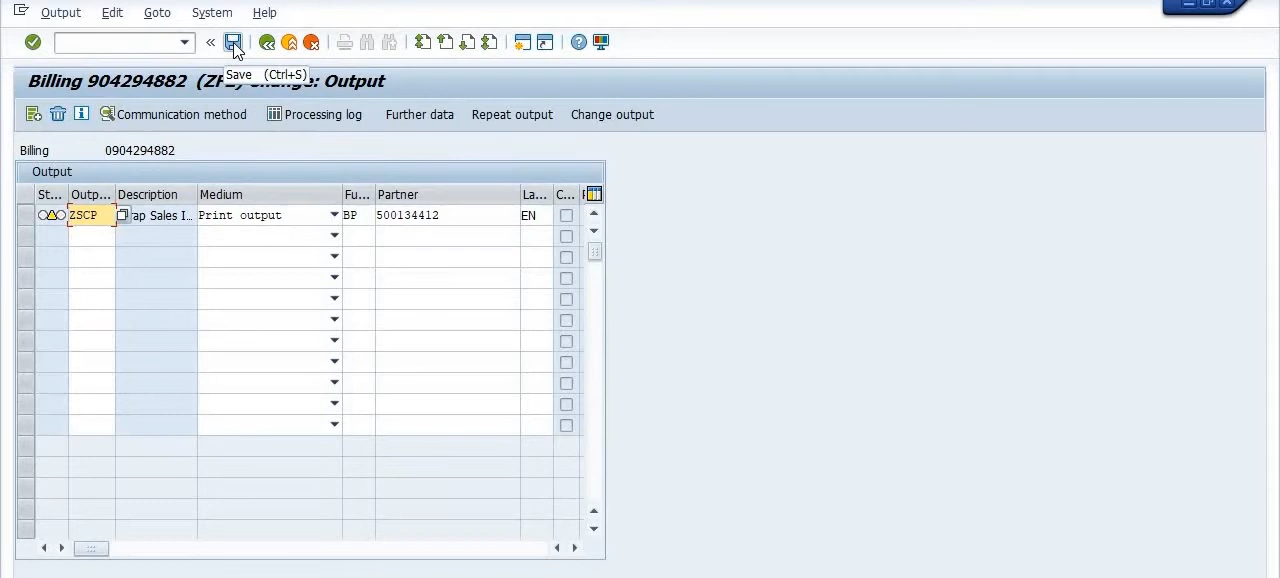 Output Edit Goto System Help
Save (Ctrl+S)
Billing 904294882 (ZF2) Change: Output
Communication method Processing log Further data Repeat output Change output
Billing 0904294882
Output
St... Outp... Description Medium Fu... Partner La... C...
ZSCP rap Sales I... Print output BP 500134412 EN